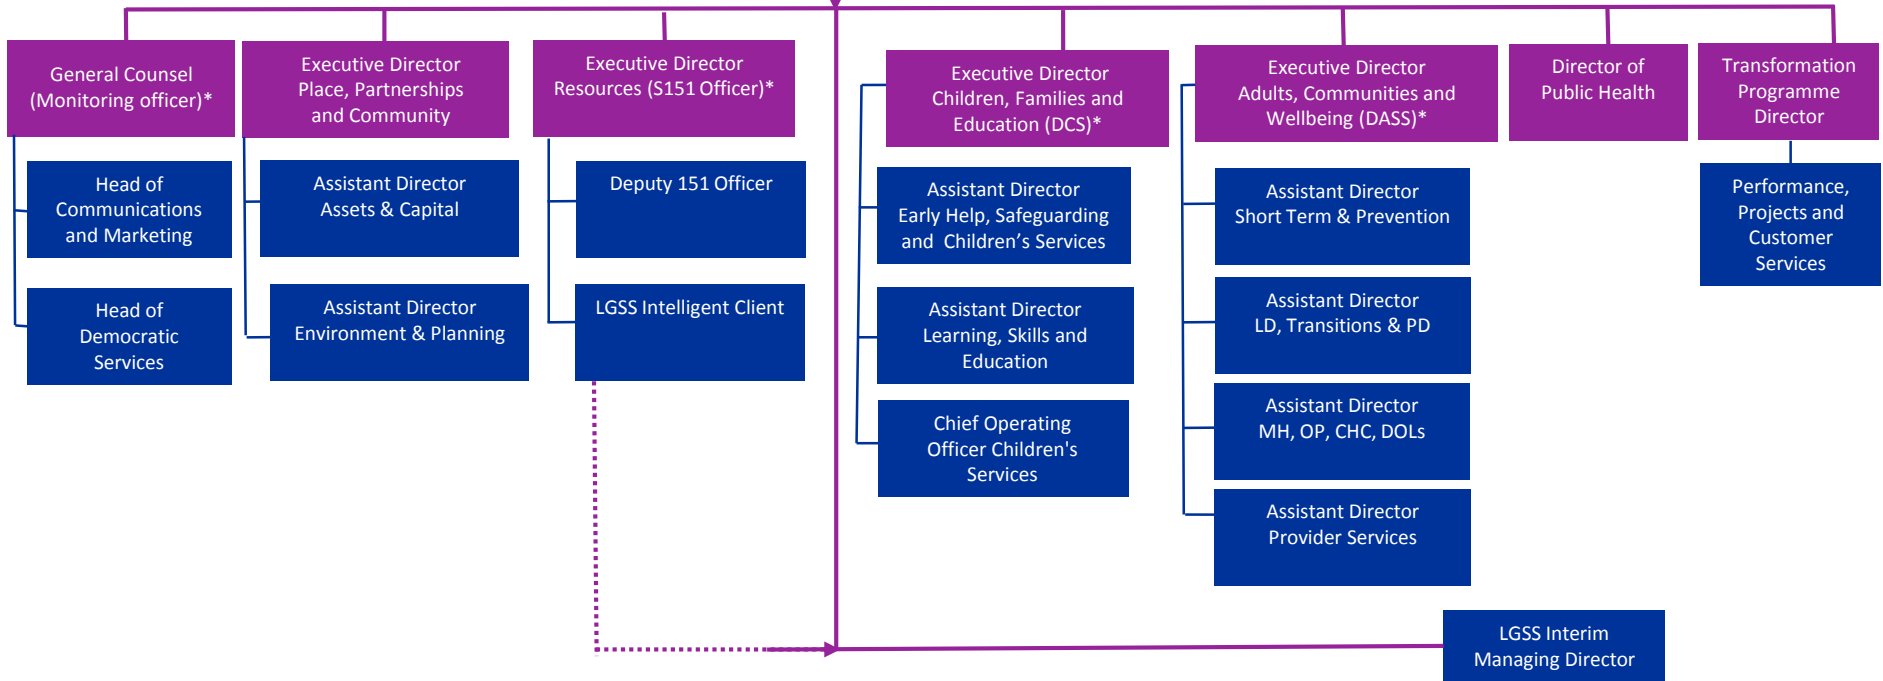 General Counsel
(Monitoring officer)*
Executive Director
Place, Partnerships
and Community
Executive Director
Resources (S151 Officer)*
Executive Director
Children, Families and
Education (DCS)*
Executive Director
Adults, Communities and
Wellbeing (DASS)*
Director of
Public Health
Transformation
Programme
Director
Head of
Communications
and Marketing
Head of
Democratic
Services
Assistant Director
Assets & Capital
Assistant Director
Environment & Planning
Deputy 151 Officer
LGSS Intelligent Client
Assistant Director
Early Help, Safeguarding
and Children’s Services
Assistant Director
Learning, Skills and
Education
Chief Operating
Officer Children's
Services
Assistant Director
Short Term & Prevention
Assistant Director
LD, Transitions & PD
Assistant Director
MH, OP, CHC, DOLs
Assistant Director
Provider Services
Performance,
Projects and
Customer
Services
LGSS Interim
Managing Director